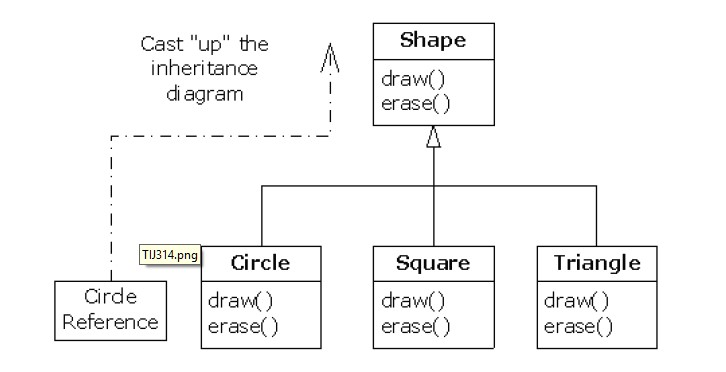 Cast "up" the
inheritance
diagram
Shape
draw()
erase()
TIJ314.png
Circle
Reference
Circle
draw()
erase()
Square
draw()
erase()
Triangle
draw()
erase()